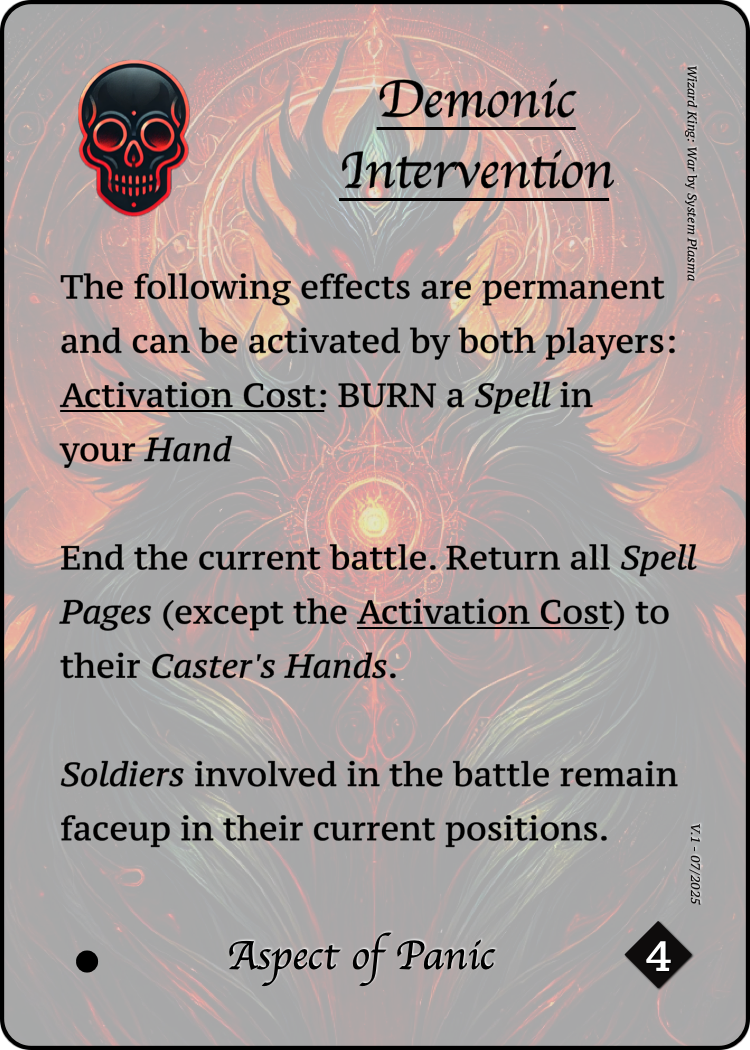 Demonic
Intervention
Wizard King: War by System Plasma
The following effects are permanent
and can be activated by both players:
Activation Cost: BURN a Spell in
your Hand
End the current battle. Return all Spell
Pages (except the Activation Cost) to
their Caster's Hands.
Soldiers involved in the battle remain
faceup in their current positions.
V.1 - 07/2025
Aspect of Panic
4